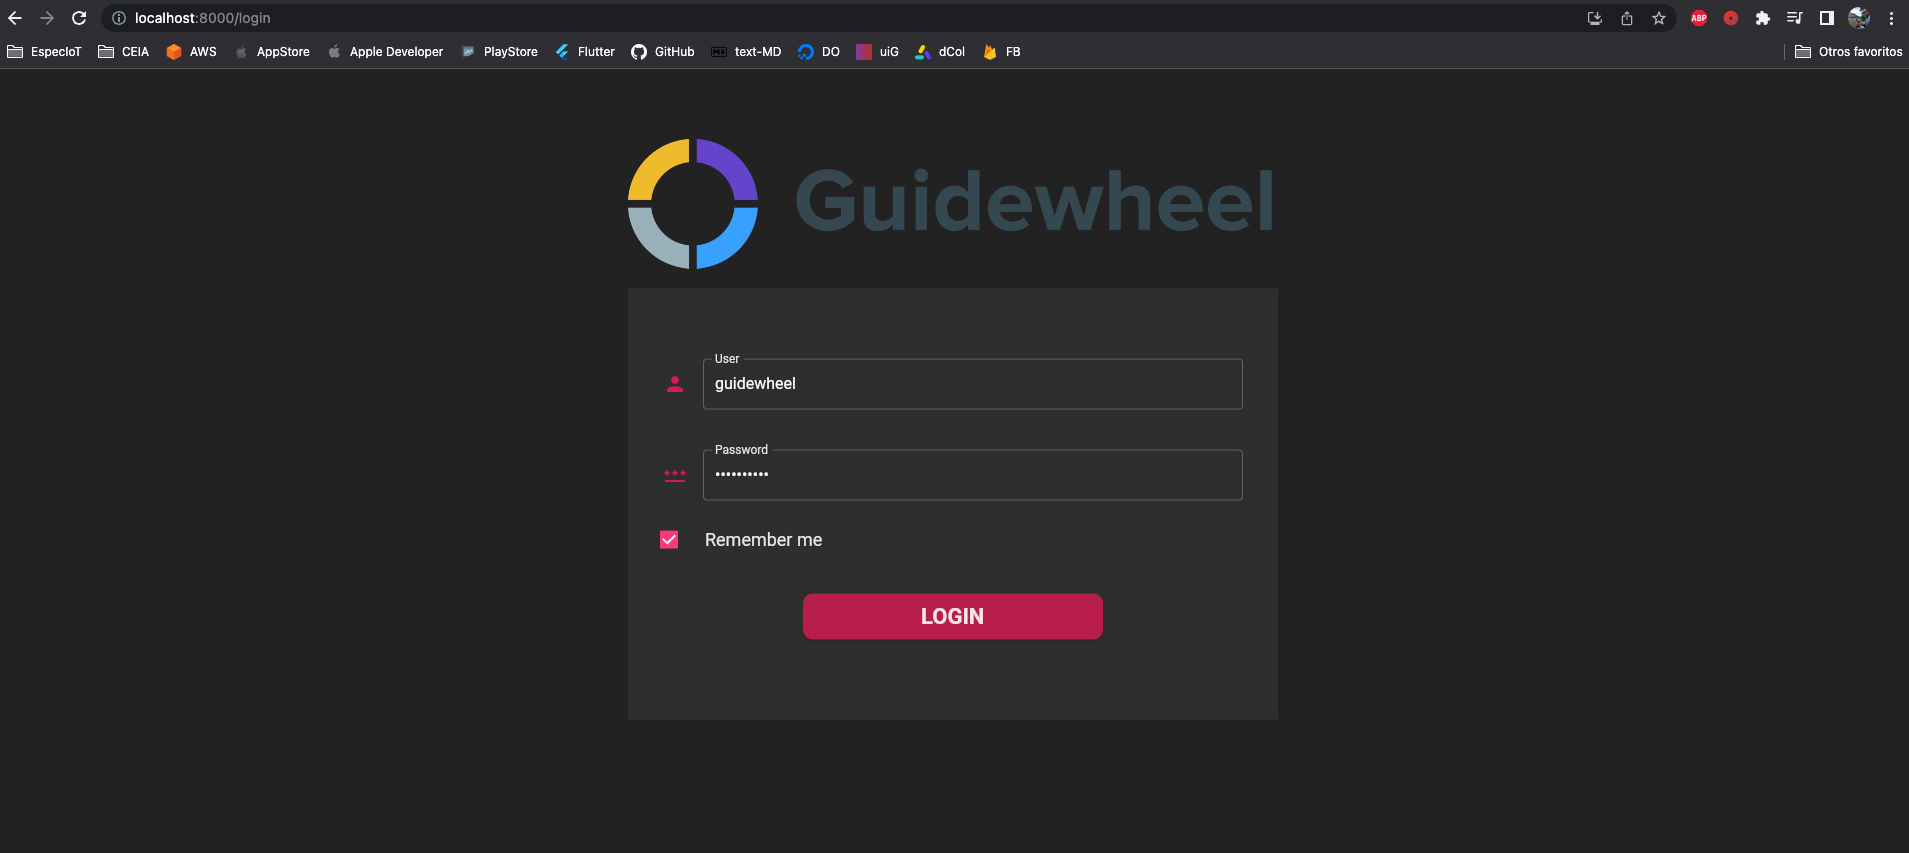 localhost:8000/login
ABP
EspecIoT CEIA AWS AppStore Apple Developer PlayStore Flutter GitHub text-MD DO uiG dCol FB Otros favoritos
Guidewheel
User
guidewheel
Password
••••••••••
Remember me
LOGIN